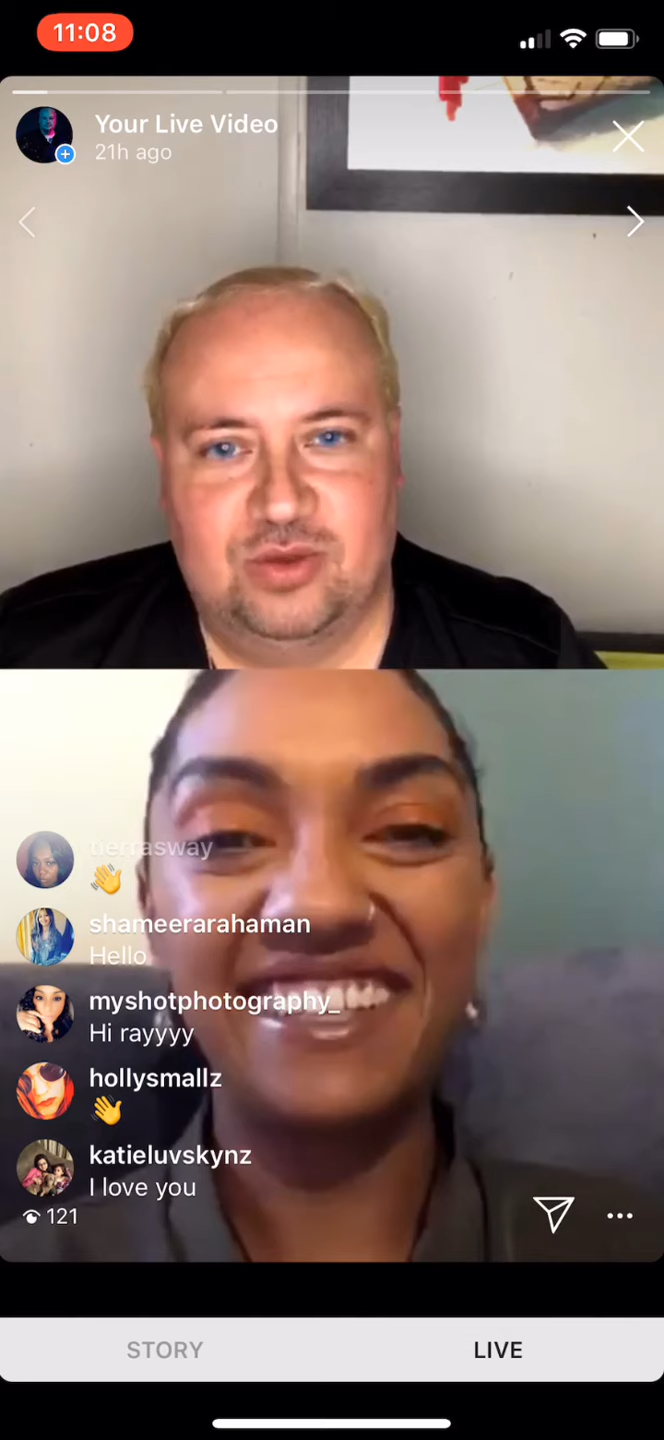 11:08
Your Live Video
21h ago
tierrasway
👋
shameerarahaman
Hello
myshotphotography_
Hi rayyyy
hollysmallz
👋
katieluvskynz
I love you
121
STORY
LIVE